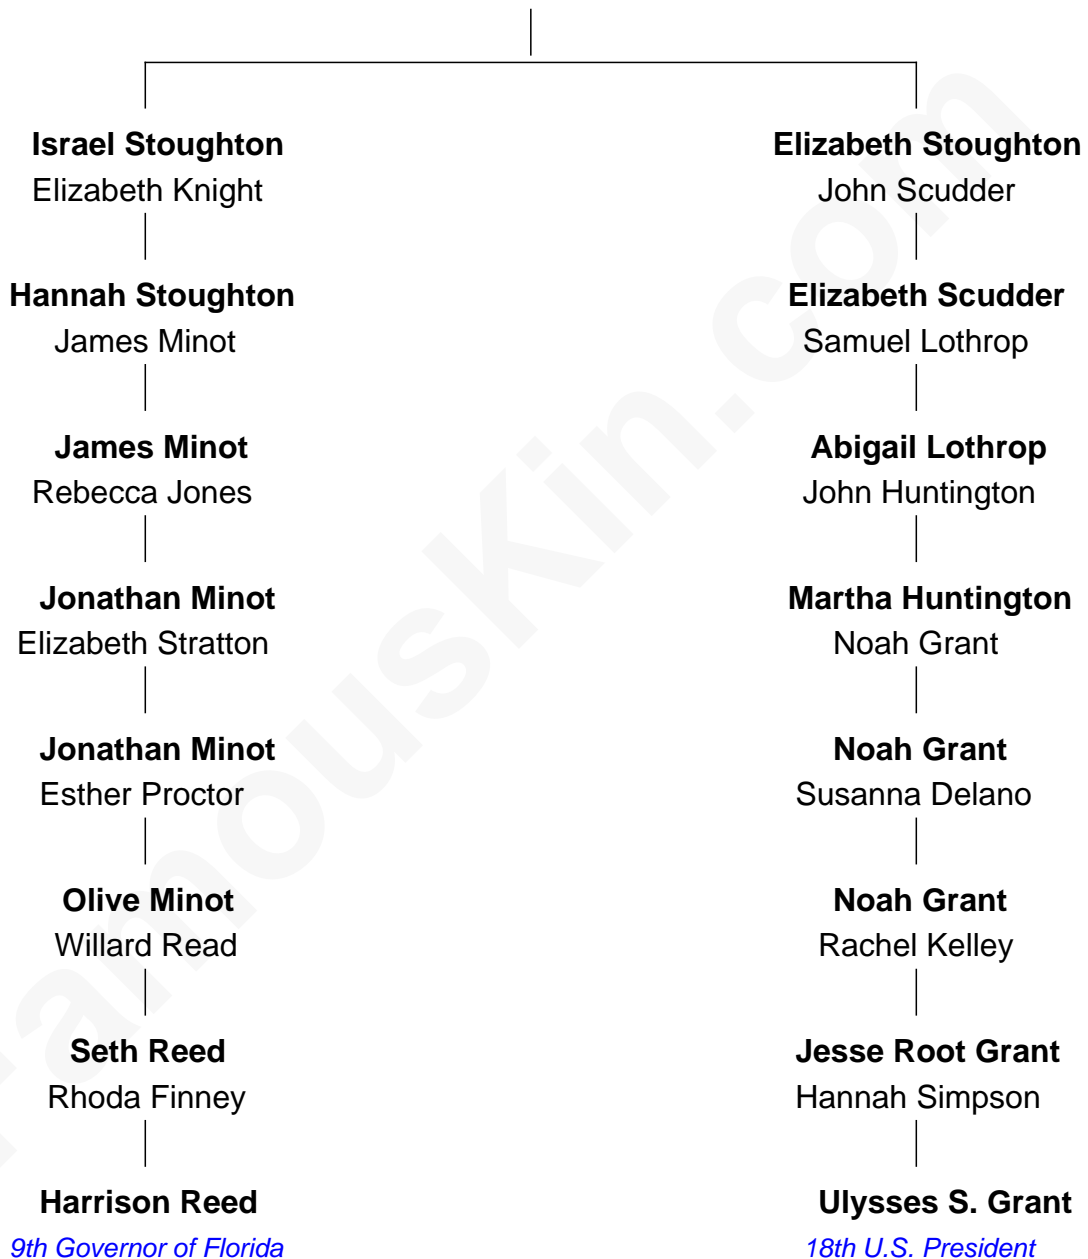 Israel Stoughton
Elizabeth Knight
Hannah Stoughton
James Minot
James Minot
Rebecca Jones
Jonathan Minot
Elizabeth Stratton
Jonathan Minot
Esther Proctor
Olive Minot
Willard Read
Seth Reed
Rhoda Finney
Harrison Reed
9th Governor of Florida
Elizabeth Stoughton
John Scudder
Elizabeth Scudder
Samuel Lothrop
Abigail Lothrop
John Huntington
Martha Huntington
Noah Grant
Noah Grant
Susanna Delano
Noah Grant
Rachel Kelley
Jesse Root Grant
Hannah Simpson
Ulysses S. Grant
18th U.S. President
FamousKin.com